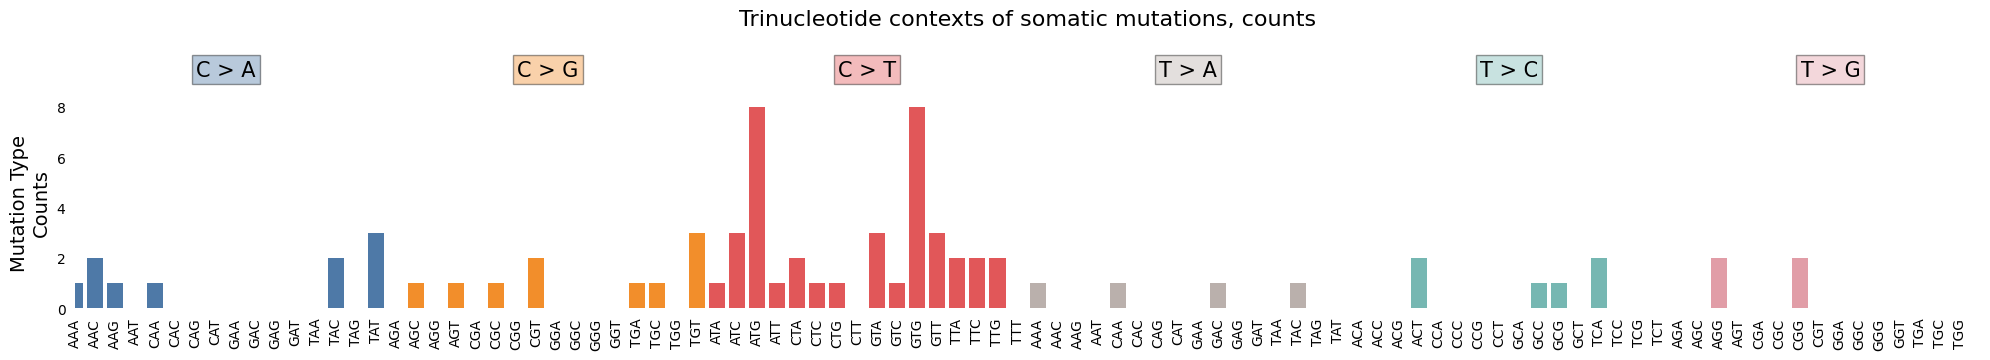 Trinucleotide contexts of somatic mutations, counts
C > A
C > G
C > T
T > A
T > C
T > G
Mutation Type
Counts
8
6
4
2
0
AAA AAC AAG AAT CAA CAC CAG CAT GAA GAC GAG GAT TAA TAC TAG TAT AGA AGC AGG AGT CGA CGC CGG CGT GGA GGC GGG GGT TGA TGC TGG TGT ATA ATC ATG ATT CTA CTC CTG CTT GTA GTC GTG GTT TTA TTC TTG TTT AAA AAC AAG AAT CAA CAC CAG CAT GAA GAC GAG GAT TAA TAC TAG TAT ACA ACC ACG ACT CCA CCC CCG CCT GCA GCC GCG GCT TCA TCC TCG TCT AGA AGC AGG AGT CGA CGC CGG CGT GGA GGC GGG GGT TGA TGC TGG